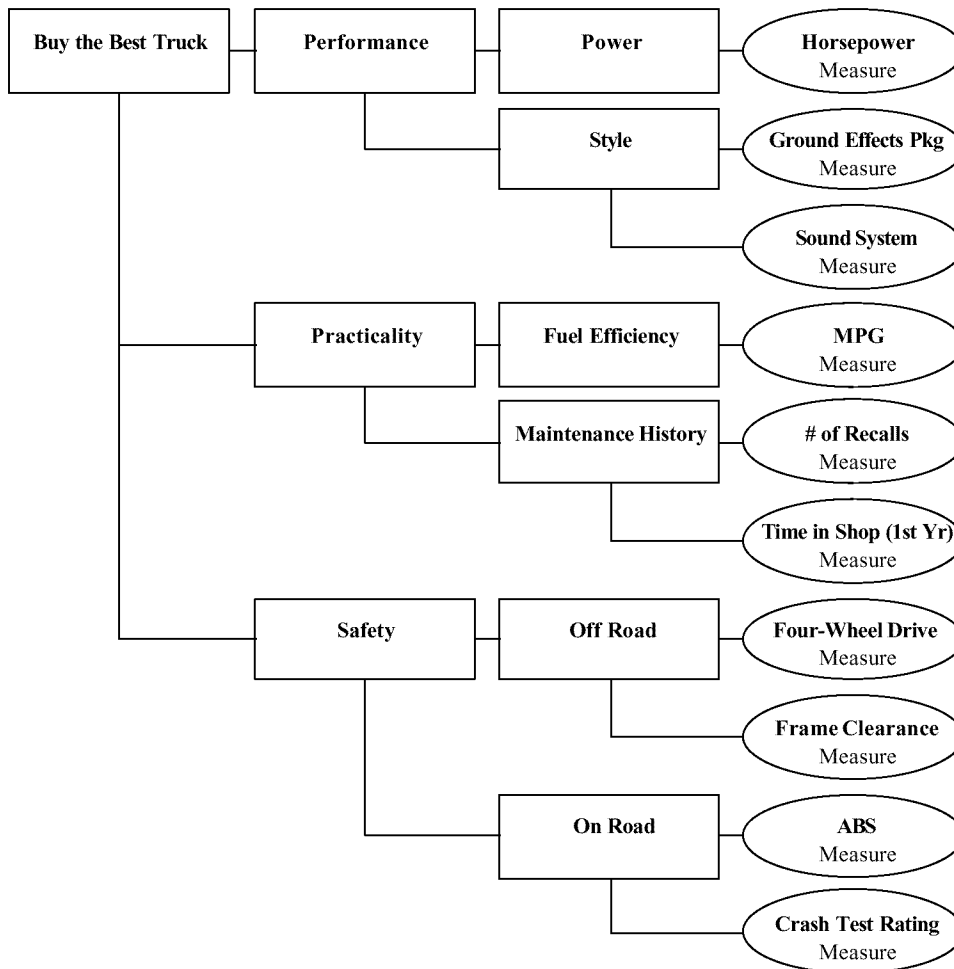 Buy the Best Truck
Performance
Power
Horsepower
Measure
Style
Ground Effects Pkg
Measure
Sound System
Measure
Practicality
Fuel Efficiency
MPG
Measure
Maintenance History
# of Recalls
Measure
Time in Shop (1st Yr)
Measure
Safety
Off Road
Four-Wheel Drive
Measure
Frame Clearance
Measure
On Road
ABS
Measure
Crash Test Rating
Measure